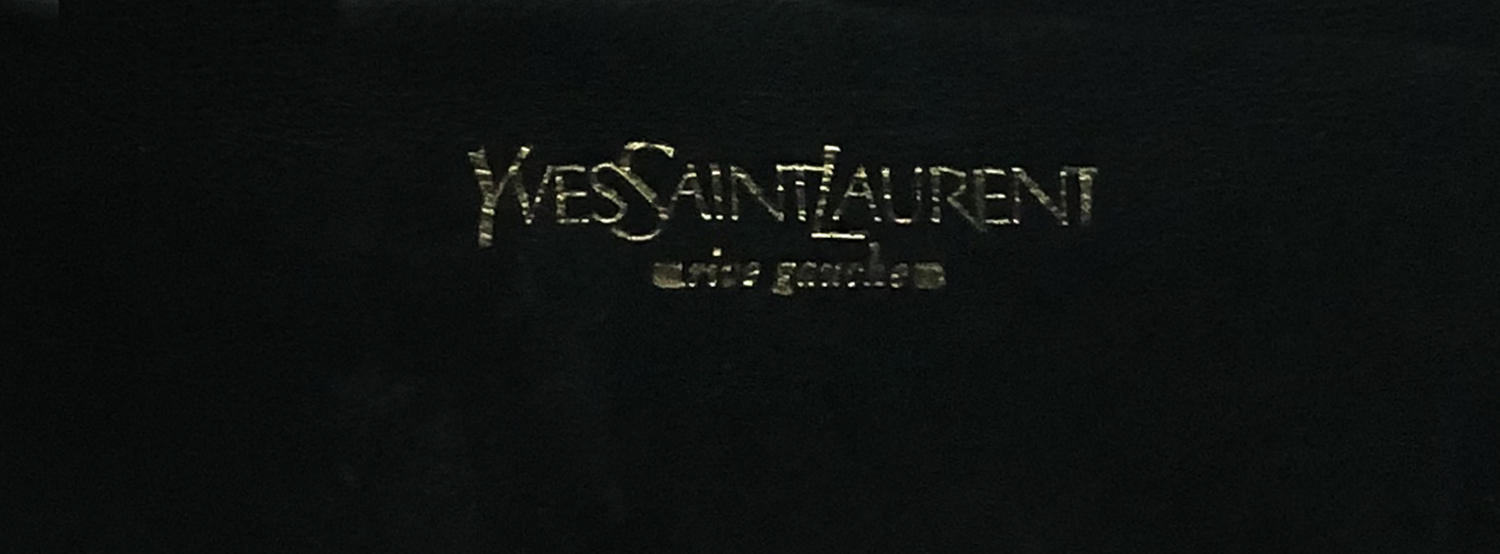 YVES SAINT LAURENT
rive gauche